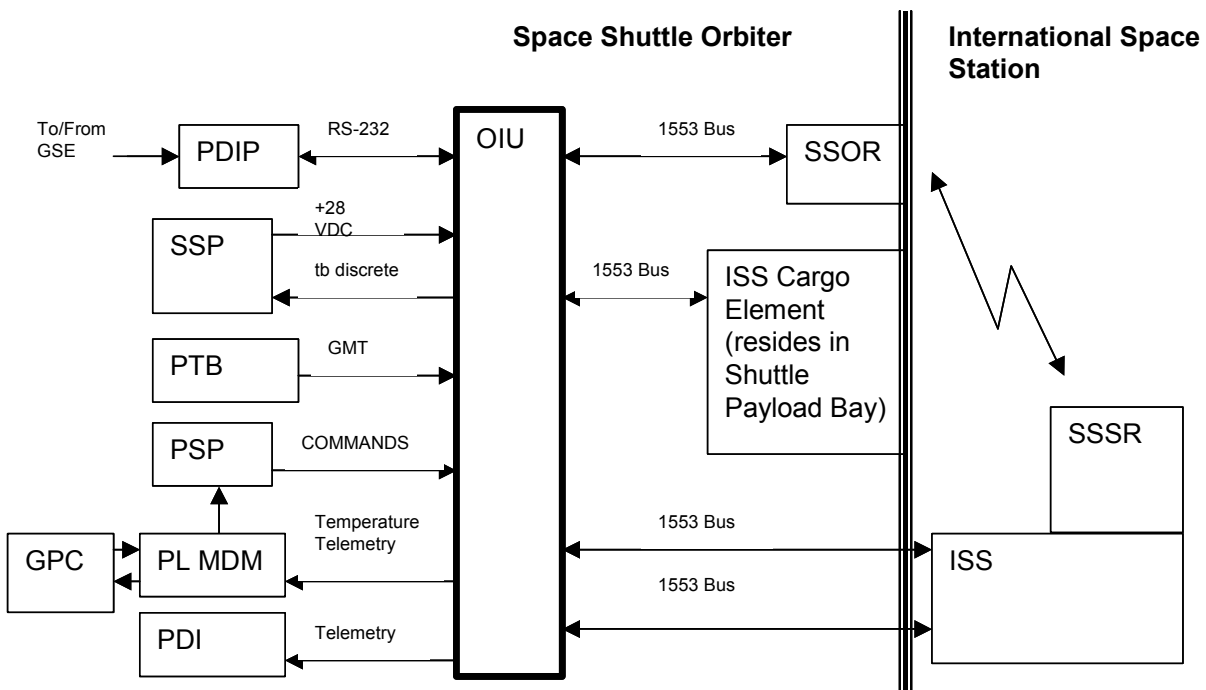 Space Shuttle Orbiter
International Space
Station
To/From
GSE
PDIP
RS-232
OIU
1553 Bus
SSOR
SSP
+28
VDC
tb discrete
1553 Bus
ISS Cargo
Element
(resides in
Shuttle
Payload Bay)
PTB
GMT
PSP
COMMANDS
SSSR
GPC
PL MDM
Temperature
Telemetry
1553 Bus
ISS
1553 Bus
PDI
Telemetry